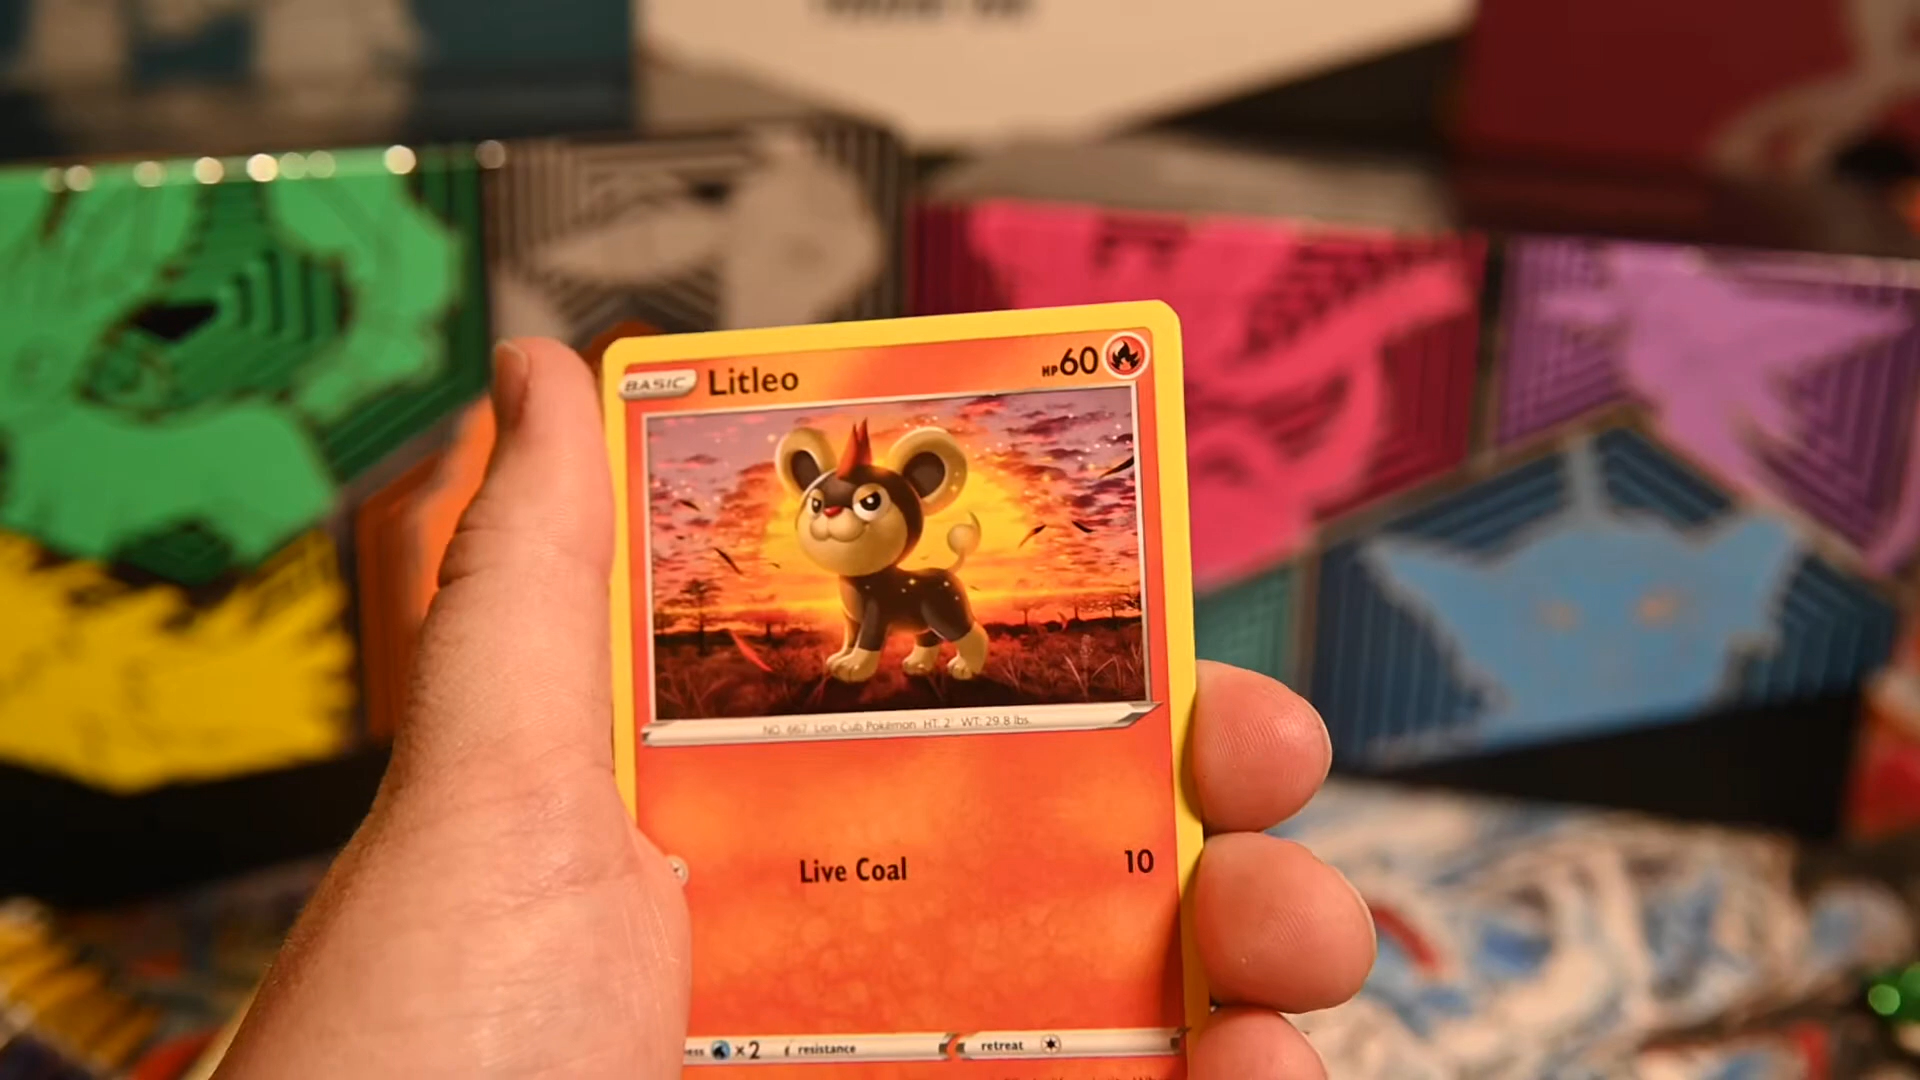 BASIC Litleo HP 60
NO. 667 Lion Cub Pokémon HT: 2' WT: 29.8 lbs.
Live Coal 10
×2 resistance retreat